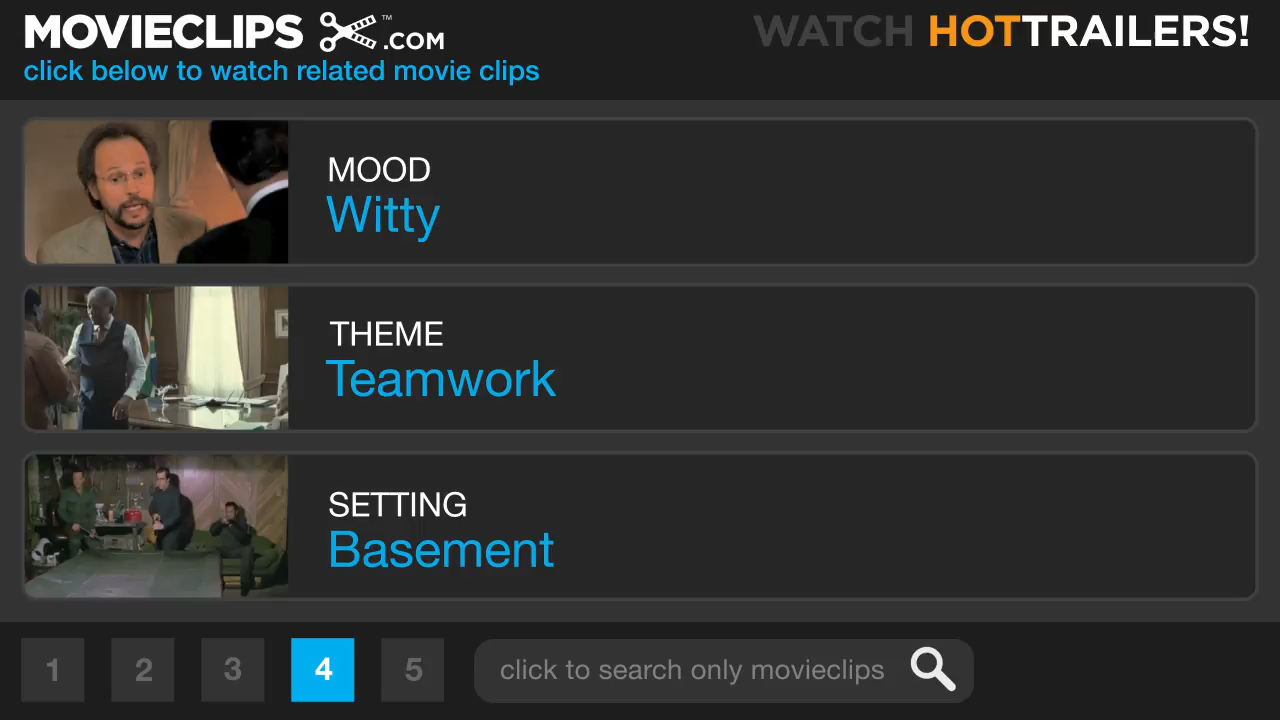 MOVIECLIPS ™ .COM
WATCH HOTTRAILERS!
click below to watch related movie clips
MOOD
Witty
THEME
Teamwork
SETTING
Basement
1 2 3 4 5 click to search only movieclips